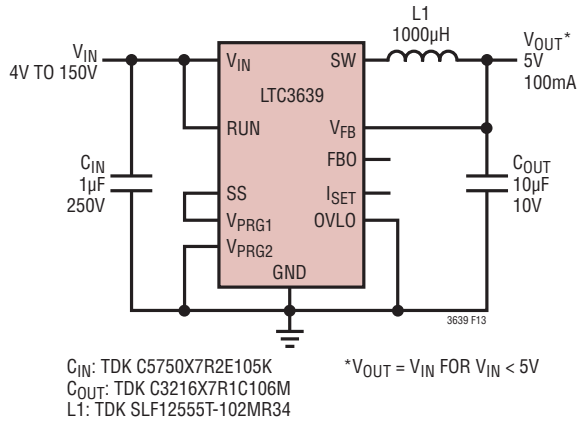 L1
1000µH
VIN
4V TO 150V
VIN
SW
VOUT*
5V
100mA
LTC3639
RUN
VFB
FBO
CIN
1µF
250V
SS
ISET
COUT
10µF
10V
VPRG1
OVLO
VPRG2
GND
3639 F13
CIN: TDK C5750X7R2E105K
*VOUT = VIN FOR VIN < 5V
COUT: TDK C3216X7R1C106M
L1: TDK SLF12555T-102MR34